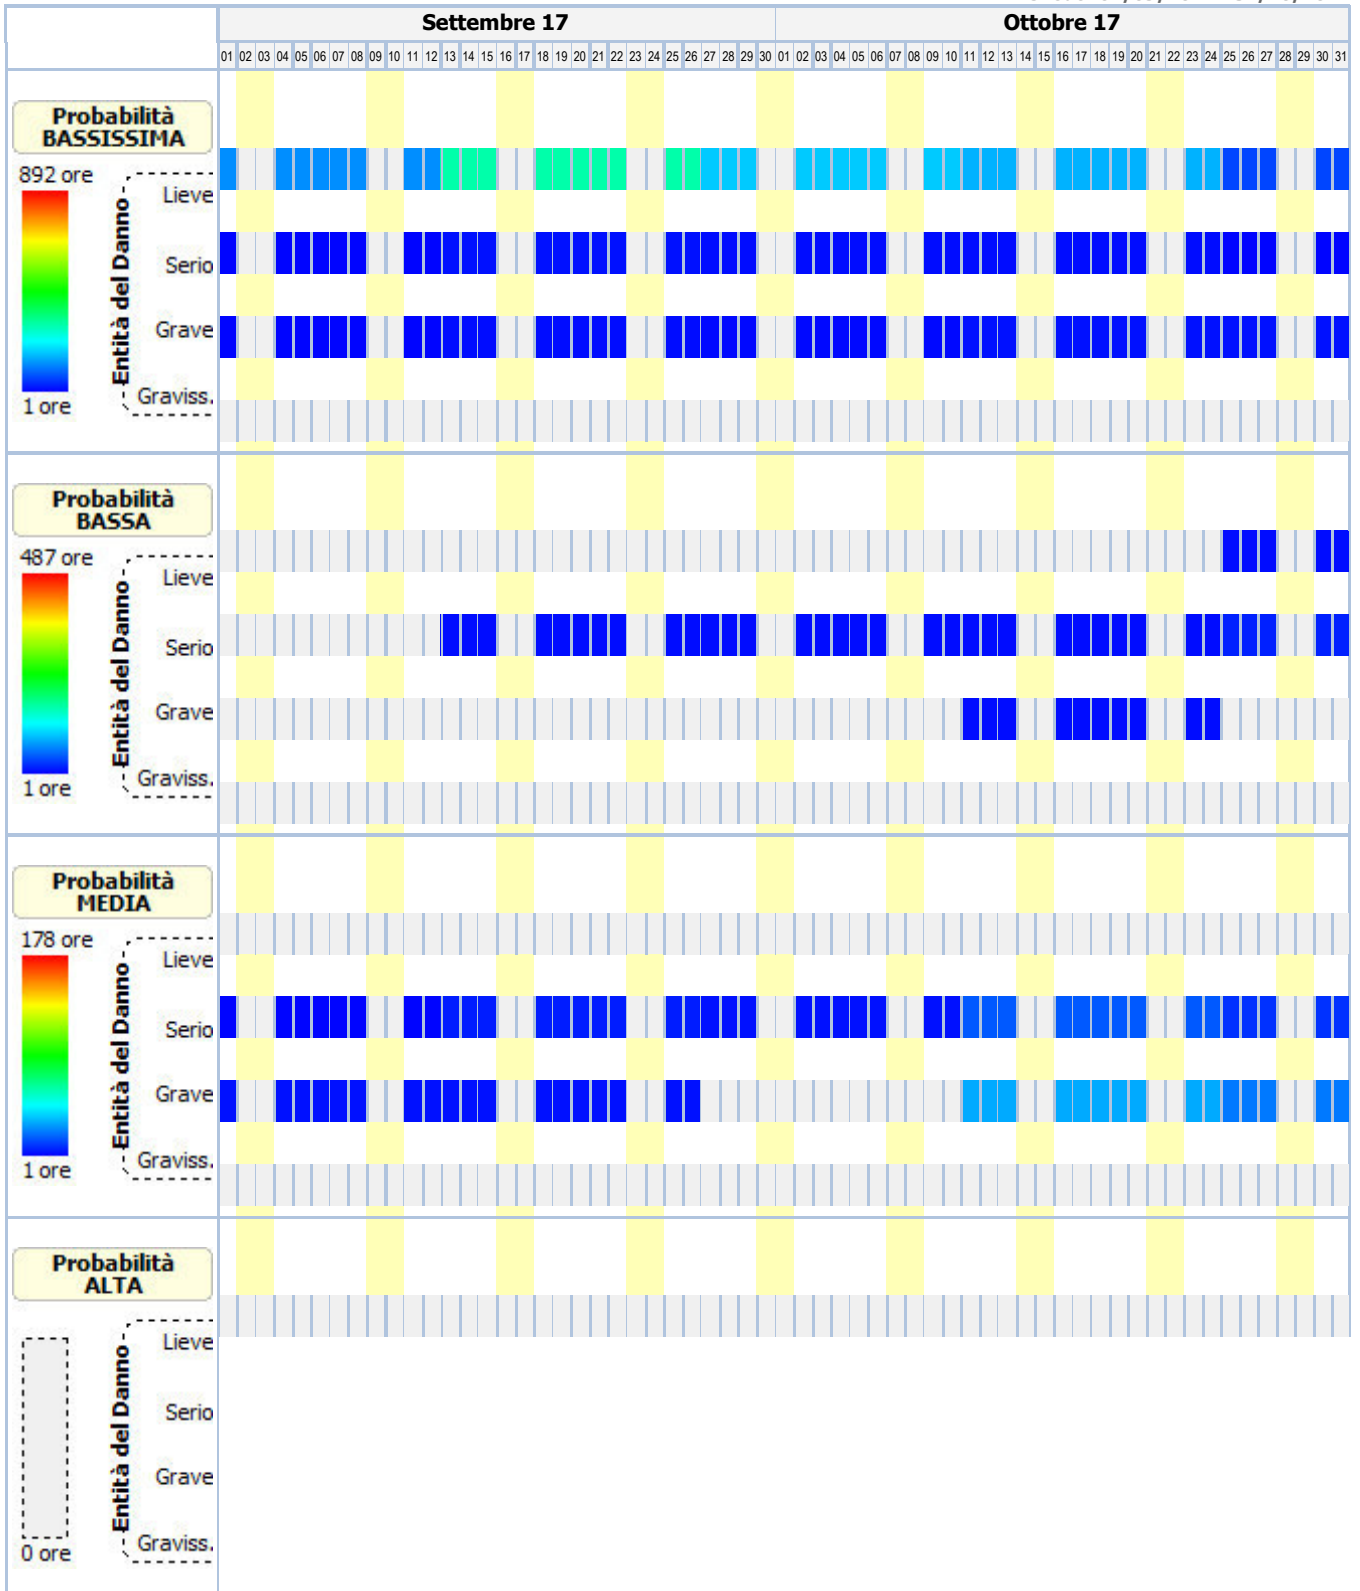 Settembre 17 Ottobre 17
01 02 03 04 05 06 07 08 09 10 11 12 13 14 15 16 17 18 19 20 21 22 23 24 25 26 27 28 29 30 01 02 03 04 05 06 07 08 09 10 11 12 13 14 15 16 17 18 19 20 21 22 23 24 25 26 27 28 29 30 31
Probabilità
BASSISSIMA
892 ore
Entità del Danno
Lieve
Serio
Grave
Graviss.
1 ore
Probabilità
BASSA
487 ore
Entità del Danno
Lieve
Serio
Grave
Graviss.
1 ore
Probabilità
MEDIA
178 ore
Entità del Danno
Lieve
Serio
Grave
Graviss.
1 ore
Probabilità
ALTA
Entità del Danno
Lieve
Serio
Grave
Graviss.
0 ore